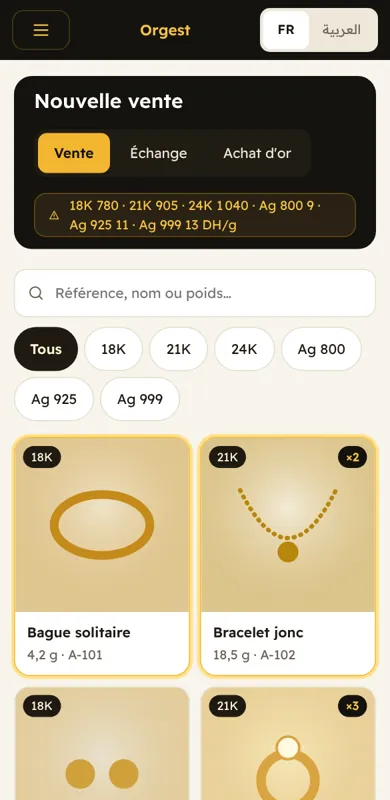 Orgest
FR
العربية
Nouvelle vente
Vente
Échange
Achat d'or
18K 780 · 21K 905 · 24K 1 040 · Ag 800 9 ·
Ag 925 11 · Ag 999 13 DH/g
Référence, nom ou poids…
Tous
18K
21K
24K
Ag 800
Ag 925
Ag 999
18K
21K
×2
Bague solitaire
4,2 g · A-101
Bracelet jonc
18,5 g · A-102
18K
21K
×3